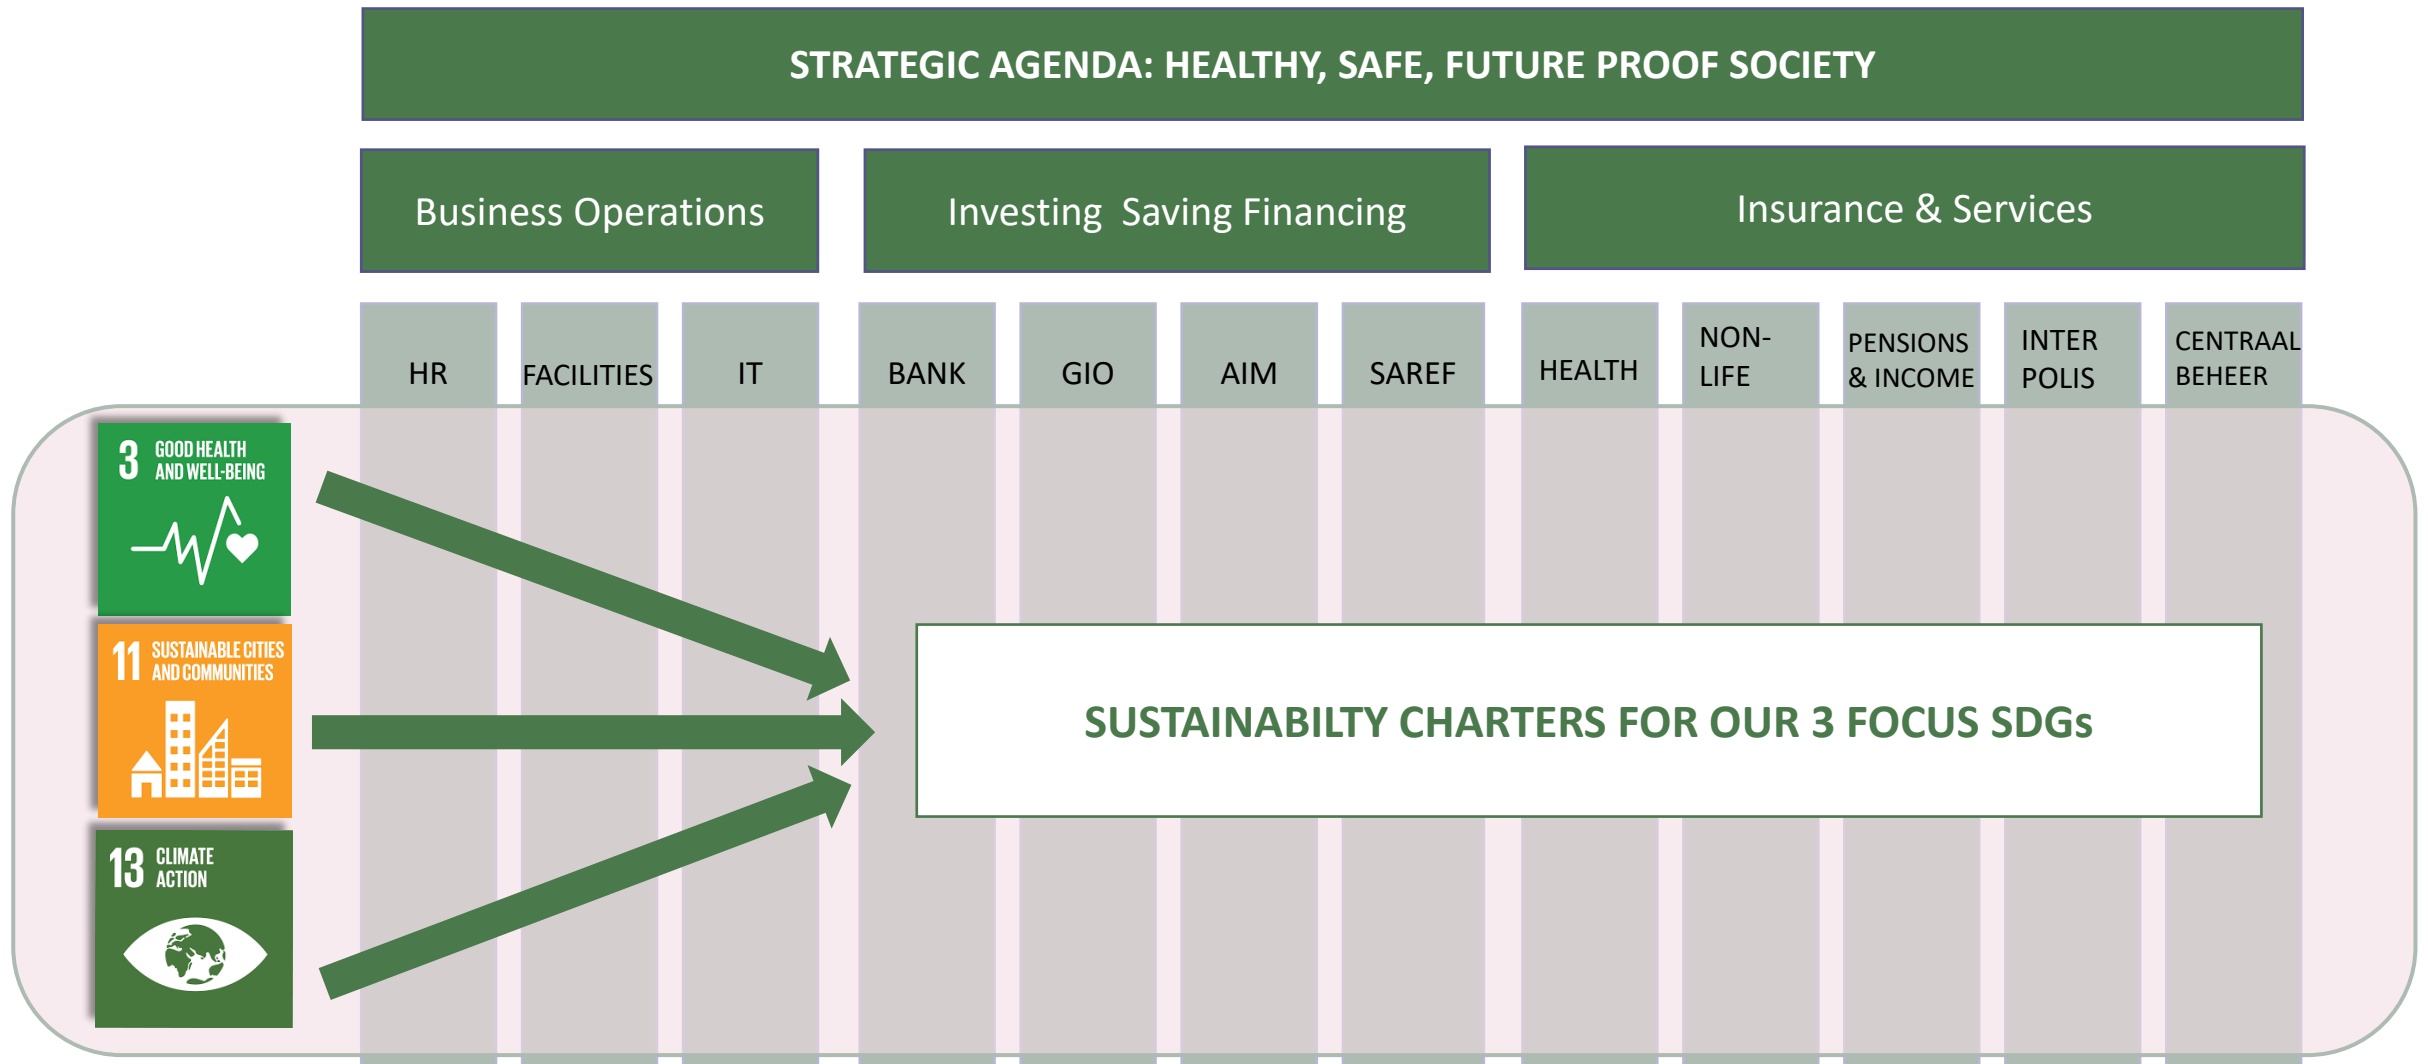 STRATEGIC AGENDA: HEALTHY, SAFE, FUTURE PROOF SOCIETY
Business Operations
Investing Saving Financing
Insurance & Services
HR
FACILITIES
IT
BANK
GIO
AIM
SAREF
HEALTH
NON-
LIFE
PENSIONS
& INCOME
INTER
POLIS
CENTRAAL
BEHEER
3 GOOD HEALTH
AND WELL-BEING
11 SUSTAINABLE CITIES
AND COMMUNITIES
13 CLIMATE
ACTION
SUSTAINABILTY CHARTERS FOR OUR 3 FOCUS SDGs